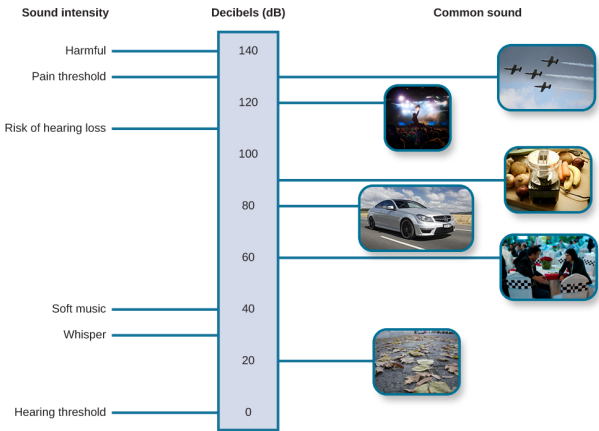 Sound intensity Decibels (dB) Common sound
Harmful 140
Pain threshold
120
Risk of hearing loss
100
80
60
Soft music 40
Whisper
20
Hearing threshold 0